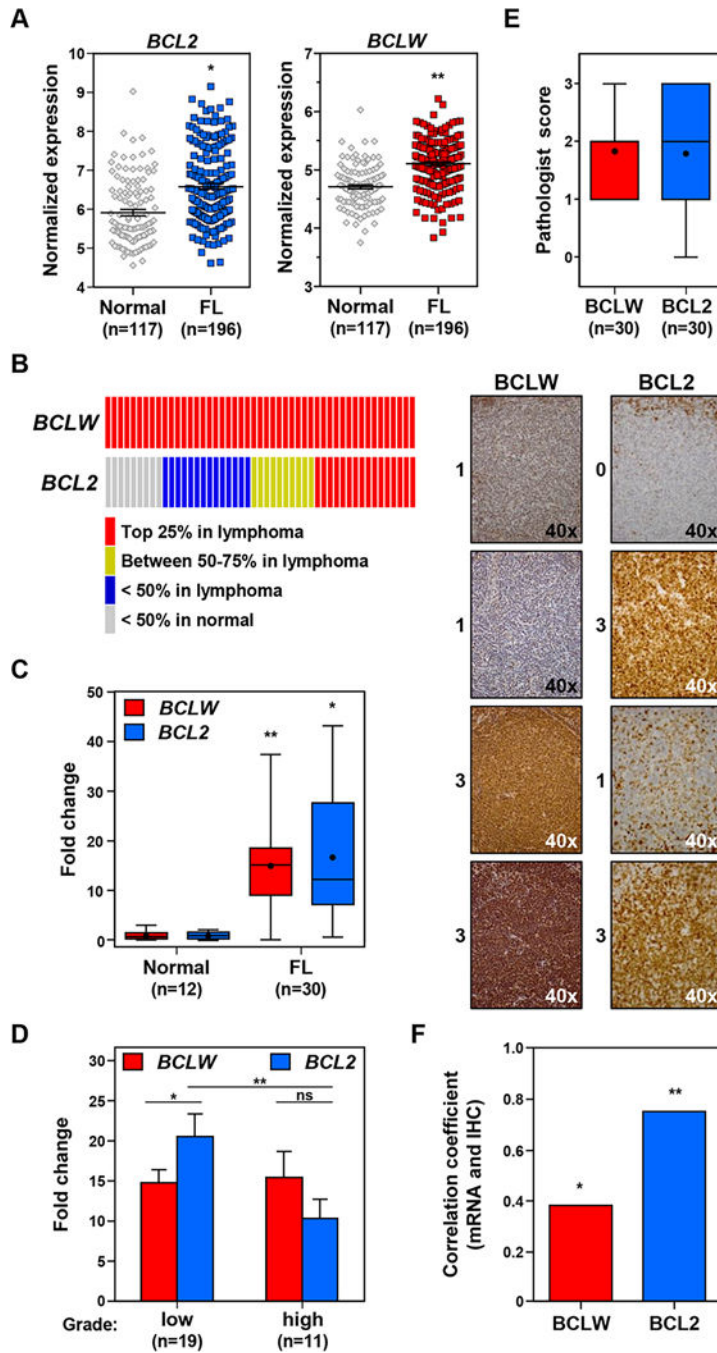 A
BCL2
BCLW
Normalized expression
10
9
8
7
6
5
4
*
Normal
(n=117)
FL
(n=196)
Normalized expression
7
6
5
4
3
**
Normal
(n=117)
FL
(n=196)
E
Pathologist score
3
2
1
0
BCLW
(n=30)
BCL2
(n=30)
B
BCLW
BCL2
Top 25% in lymphoma
Between 50-75% in lymphoma
< 50% in lymphoma
< 50% in normal
BCLW
BCL2
1
40x
0
40x
1
40x
3
40x
3
40x
1
40x
3
40x
3
40x
C
Fold change
50
40
30
20
10
0
BCLW
BCL2
**
*
Normal
(n=12)
FL
(n=30)
D
Fold change
30
25
20
15
10
5
0
BCLW
BCL2
*
**
ns
Grade:
low
(n=19)
high
(n=11)
F
Correlation coefficient
(mRNA and IHC)
1.0
0.8
0.4
0.2
0
*
**
BCLW
BCL2